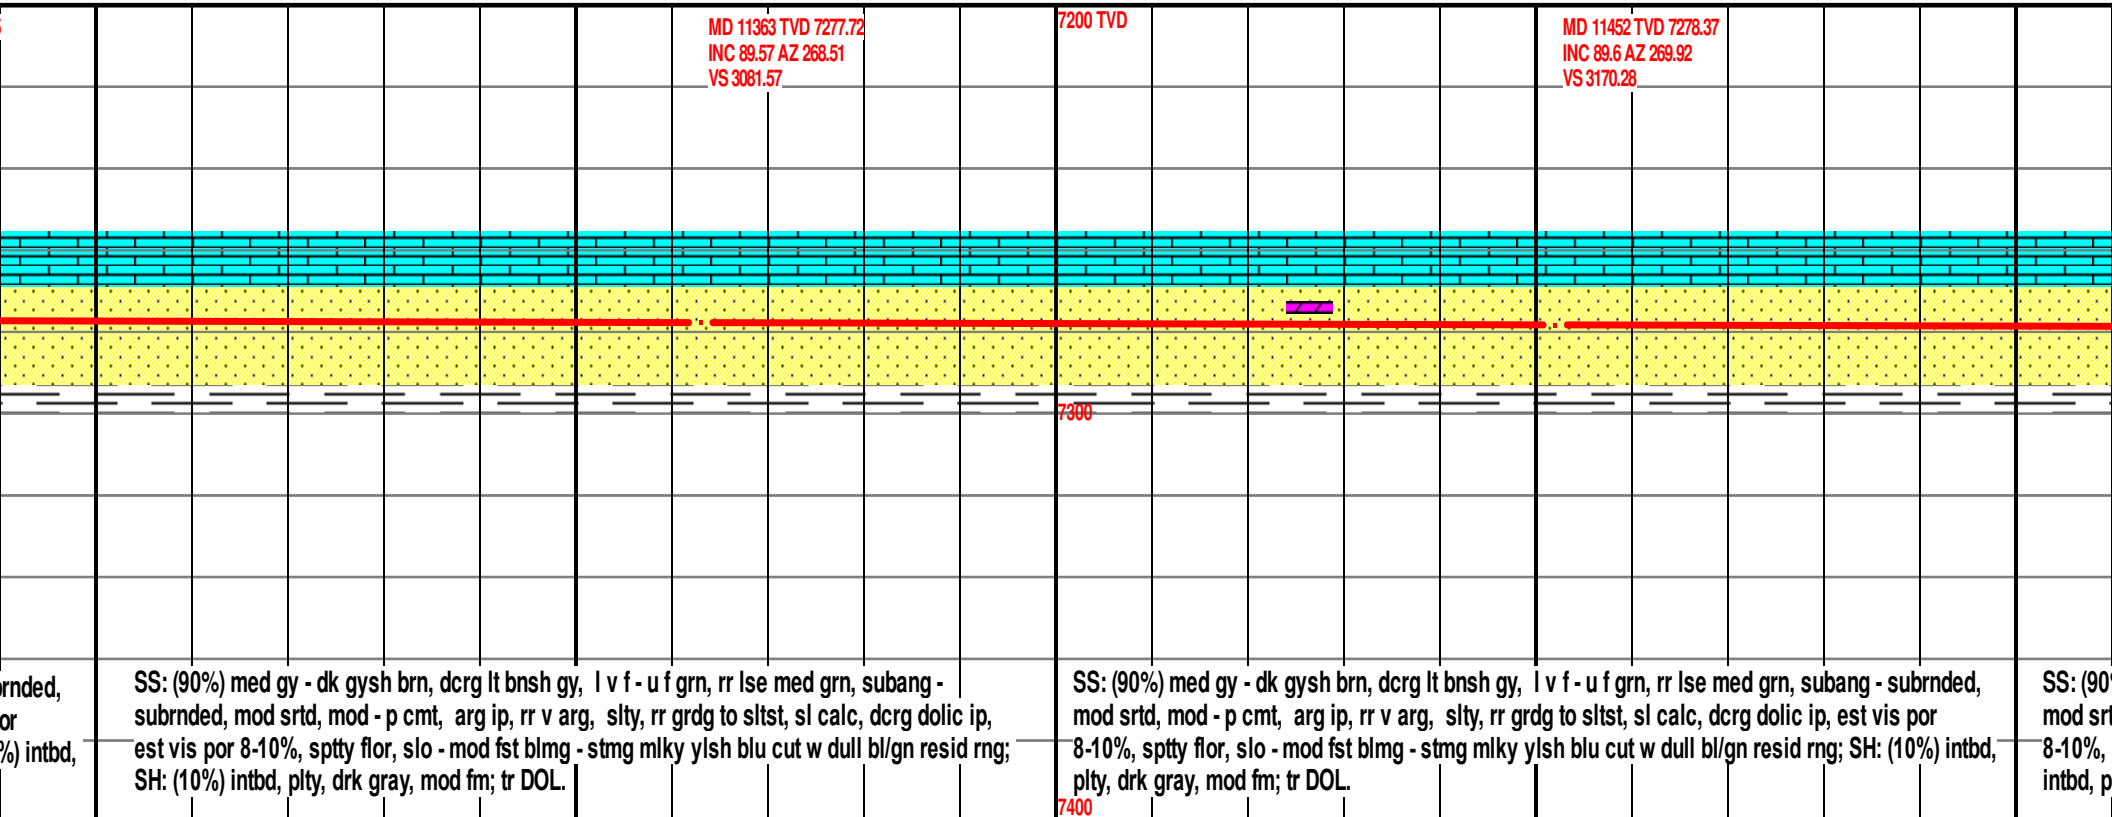 MD 11363 TVD 7277.72
INC 89.57 AZ 268.51
VS 3081.57
7200 TVD
MD 11452 TVD 7278.37
INC 89.6 AZ 269.92
VS 3170.28
7300
rnded,
or
%) intbd,
SS: (90%) med gy - dk gysh brn, dcrg lt bnsh gy, l v f - u f grn, rr lse med grn, subang -
subrnded, mod srtd, mod - p cmt, arg ip, rr v arg, slty, rr grdg to sltst, sl calc, dcrg dolic ip,
est vis por 8-10%, sptty flor, slo - mod fst blmg - stmg mlky ylsh blu cut w dull bl/gn resid rng;
SH: (10%) intbd, plty, drk gray, mod fm; tr DOL.
SS: (90%) med gy - dk gysh brn, dcrg lt bnsh gy, l v f - u f grn, rr lse med grn, subang - subrnded,
mod srtd, mod - p cmt, arg ip, rr v arg, slty, rr grdg to sltst, sl calc, dcrg dolic ip, est vis por
8-10%, sptty flor, slo - mod fst blmg - stmg mlky ylsh blu cut w dull bl/gn resid rng; SH: (10%) intbd,
plty, drk gray, mod fm; tr DOL.
SS: (90
mod srt
8-10%,
intbd, p
7400